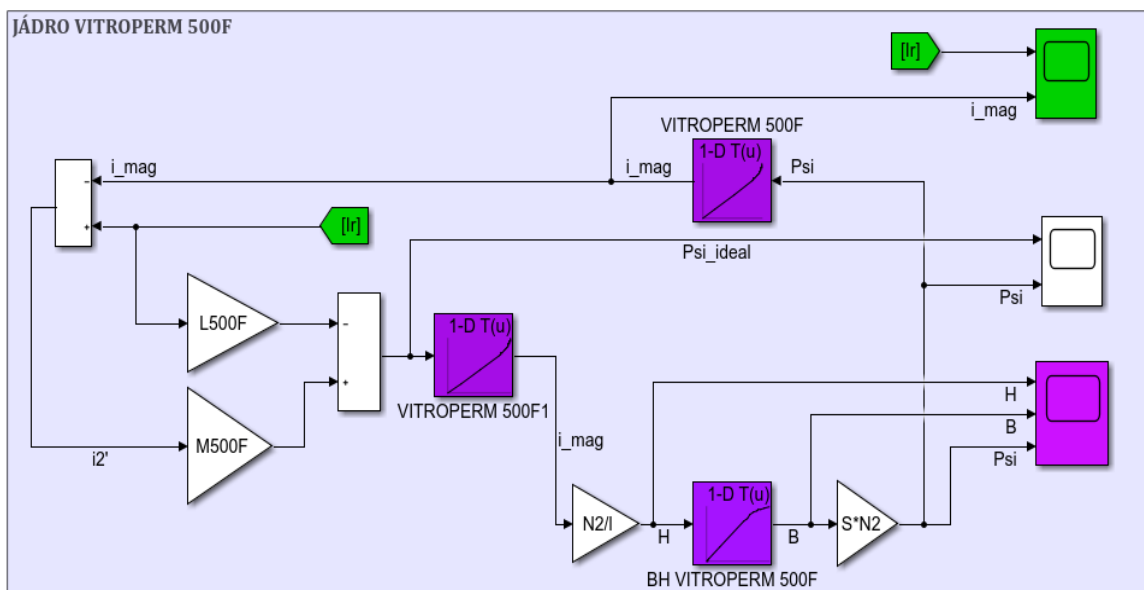 JÁDRO VITROPERM 500F
[Ir]
i_mag
VITROPERM 500F
1-D T(u)
i_mag
i_mag
Psi
-
+
[Ir]
Psi_ideal
Psi
L500F
-
1-D T(u)
+
VITROPERM 500F1
H
B
i_mag
M500F
i2'
Psi
1-D T(u)
N2/l
S*N2
H
B
BH VITROPERM 500F